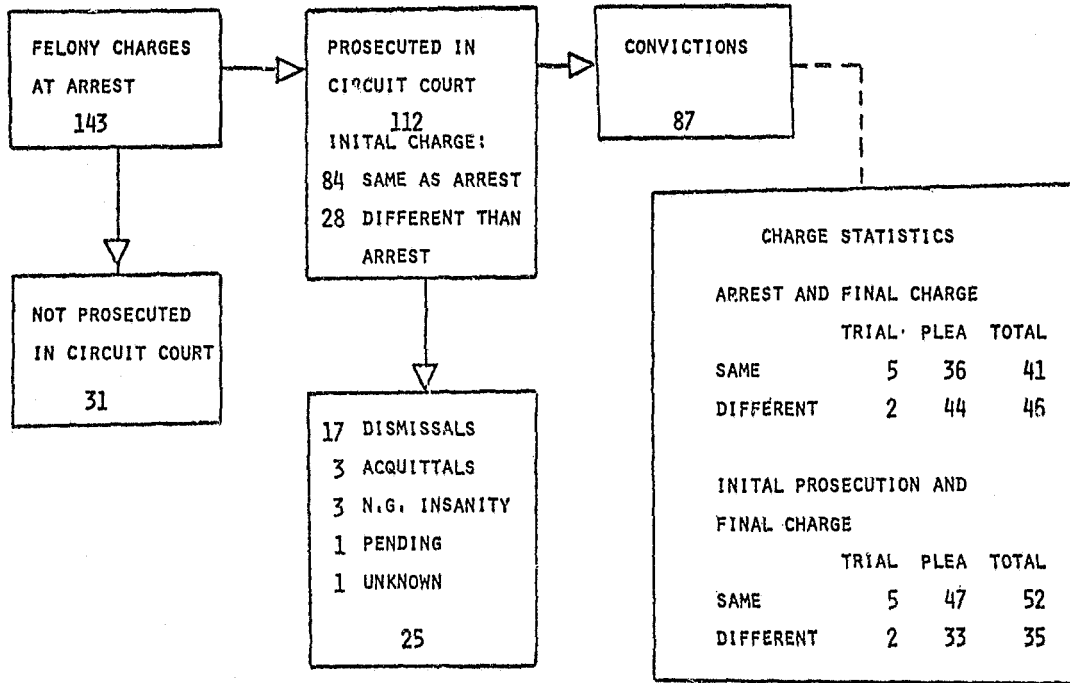 FELONY CHARGES
AT ARREST
143
PROSECUTED IN
CIRCUIT COURT
112
INITAL CHARGE:
84 SAME AS ARREST
28 DIFFERENT THAN
ARREST
CONVICTIONS
87
NOT PROSECUTED
IN CIRCUIT COURT
31
17 DISMISSALS
3 ACQUITTALS
3 N.G. INSANITY
1 PENDING
1 UNKNOWN
25
CHARGE STATISTICS
ARREST AND FINAL CHARGE
TRIAL PLEA TOTAL
SAME 5 36 41
DIFFERENT 2 44 46
INITAL PROSECUTION AND
FINAL CHARGE
TRIAL PLEA TOTAL
SAME 5 47 52
DIFFERENT 2 33 35